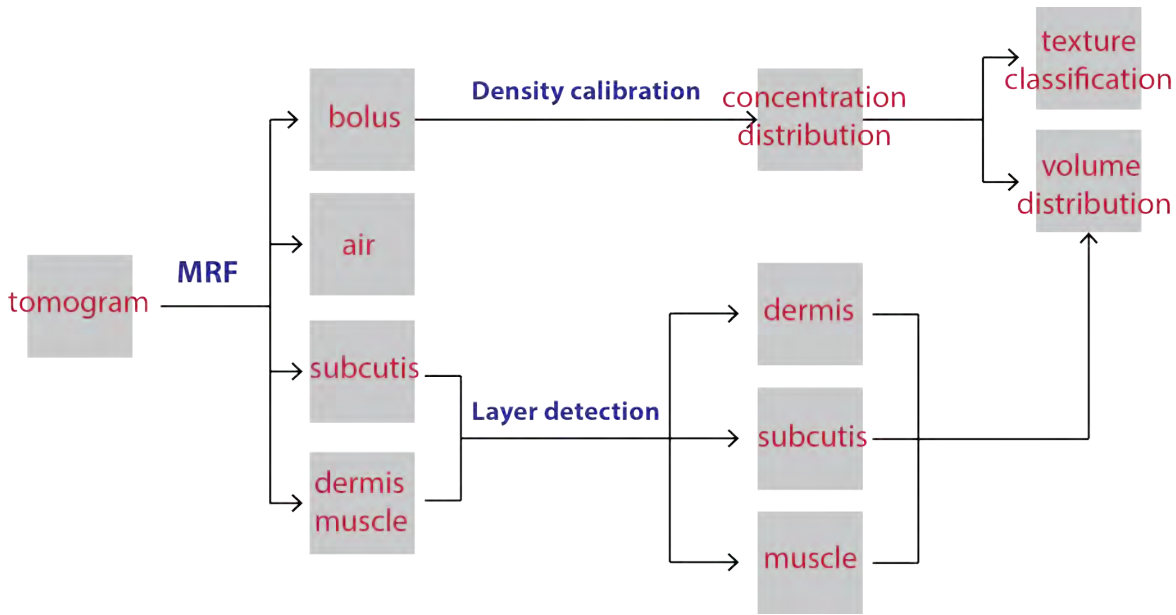 texture
classification
bolus
Density calibration
concentration
distribution
volume
distribution
air
MRF
tomogram
dermis
subcutis
Layer detection
subcutis
dermis
muscle
muscle